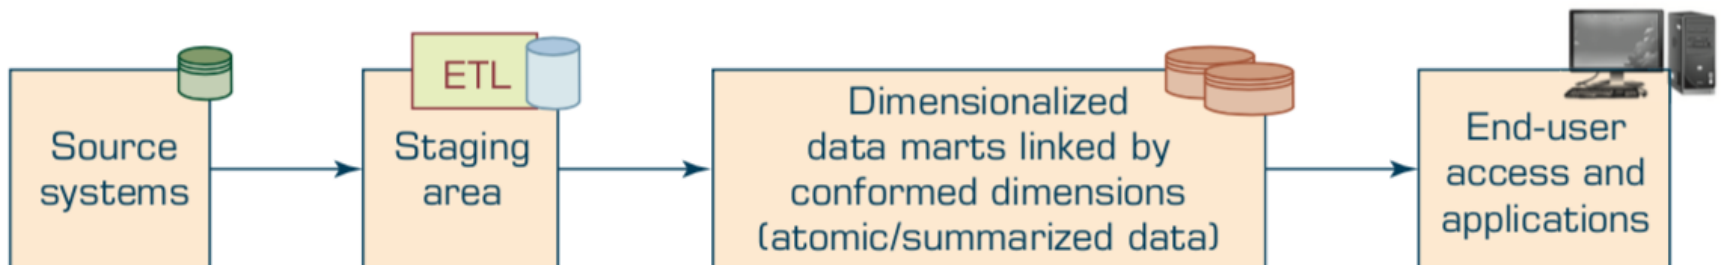 Source
systems
ETL
Staging
area
Dimensionalized
data marts linked by
conformed dimensions
(atomic/summarized data)
End-user
access and
applications